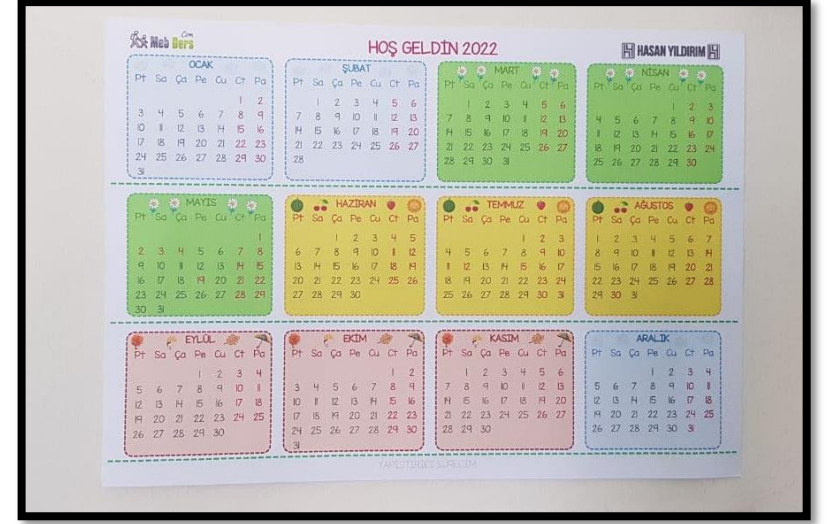 Meb Ders
.Com
HOŞ GELDİN 2022
HASAN YILDIRIM
OCAK
Pt Sa Ça Pe Cu Ct Pa
1 2
3 4 5 6 7 8 9
10 11 12 13 14 15 16
17 18 19 20 21 22 23
24 25 26 27 28 29 30
31
ŞUBAT
Pt Sa Ça Pe Cu Ct Pa
1 2 3 4 5 6
7 8 9 10 11 12 13
14 15 16 17 18 19 20
21 22 23 24 25 26 27
28
MART
Pt Sa Ça Pe Cu Ct Pa
1 2 3 4 5 6
7 8 9 10 11 12 13
14 15 16 17 18 19 20
21 22 23 24 25 26 27
28 29 30 31
NİSAN
Pt Sa Ça Pe Cu Ct Pa
1 2 3
4 5 6 7 8 9 10
11 12 13 14 15 16 17
18 19 20 21 22 23 24
25 26 27 28 29 30
MAYIS
Pt Sa Ça Pe Cu Ct Pa
1
2 3 4 5 6 7 8
9 10 11 12 13 14 15
16 17 18 19 20 21 22
23 24 25 26 27 28 29
30 31
HAZİRAN
Pt Sa Ça Pe Cu Ct Pa
1 2 3 4 5
6 7 8 9 10 11 12
13 14 15 16 17 18 19
20 21 22 23 24 25 26
27 28 29 30
TEMMUZ
Pt Sa Ça Pe Cu Ct Pa
1 2 3
4 5 6 7 8 9 10
11 12 13 14 15 16 17
18 19 20 21 22 23 24
25 26 27 28 29 30 31
AĞUSTOS
Pt Sa Ça Pe Cu Ct Pa
1 2 3 4 5 6 7
8 9 10 11 12 13 14
15 16 17 18 19 20 21
22 23 24 25 26 27 28
29 30 31
EYLÜL
Pt Sa Ça Pe Cu Ct Pa
1 2 3 4
5 6 7 8 9 10 11
12 13 14 15 16 17 18
19 20 21 22 23 24 25
26 27 28 29 30
EKİM
Pt Sa Ça Pe Cu Ct Pa
1 2
3 4 5 6 7 8 9
10 11 12 13 14 15 16
17 18 19 20 21 22 23
24 25 26 27 28 29 30
31
KASIM
Pt Sa Ça Pe Cu Ct Pa
1 2 3 4 5 6
7 8 9 10 11 12 13
14 15 16 17 18 19 20
21 22 23 24 25 26 27
28 29 30
ARALIK
Pt Sa Ça Pe Cu Ct Pa
1 2 3 4
5 6 7 8 9 10 11
12 13 14 15 16 17 18
19 20 21 22 23 24 25
26 27 28 29 30 31